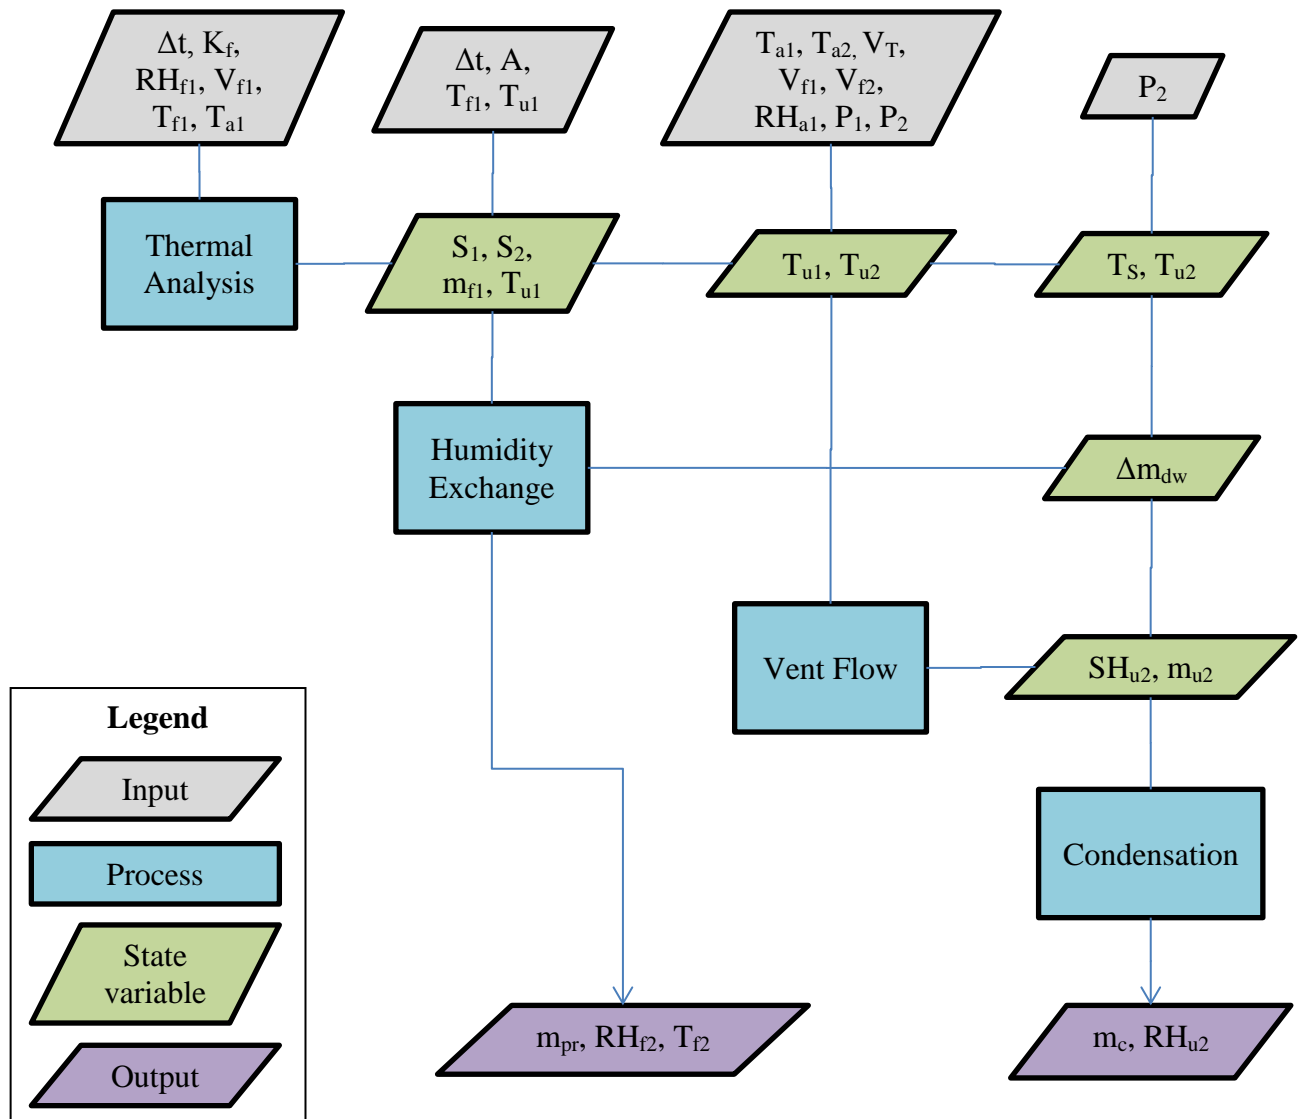 Δt, K_f,
RH_f1, V_f1,
T_f1, T_a1
Δt, A,
T_f1, T_u1
T_a1, T_a2, V_T,
V_f1, V_f2,
RH_a1, P_1, P_2
P_2
Thermal
Analysis
S_1, S_2,
m_f1, T_u1
T_u1, T_u2
T_S, T_u2
Humidity
Exchange
Δm_dw
Vent Flow
SH_u2, m_u2
Condensation
m_pr, RH_f2, T_f2
m_c, RH_u2
Legend
Input
Process
State
variable
Output